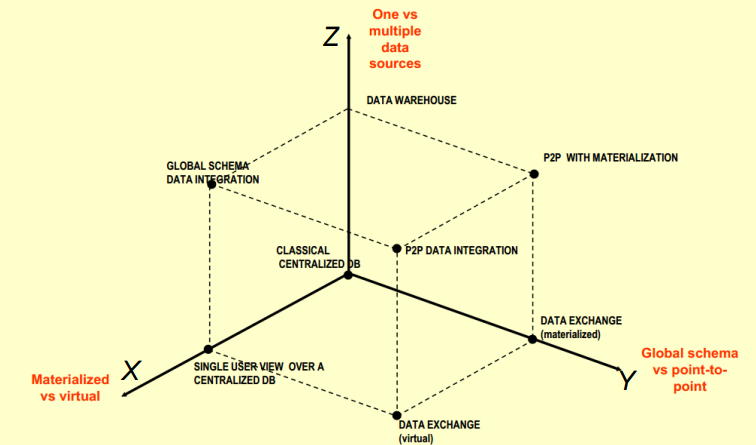 One vs
multiple
data
sources
Z
DATA WAREHOUSE
GLOBAL SCHEMA
DATA INTEGRATION
P2P WITH MATERIALIZATION
CLASSICAL
CENTRALIZED DB
P2P DATA INTEGRATION
DATA EXCHANGE
(materialized)
Global schema
vs point-to-
point
Y
X
Materialized
vs virtual
SINGLE USER VIEW OVER A
CENTRALIZED DB
DATA EXCHANGE
(virtual)